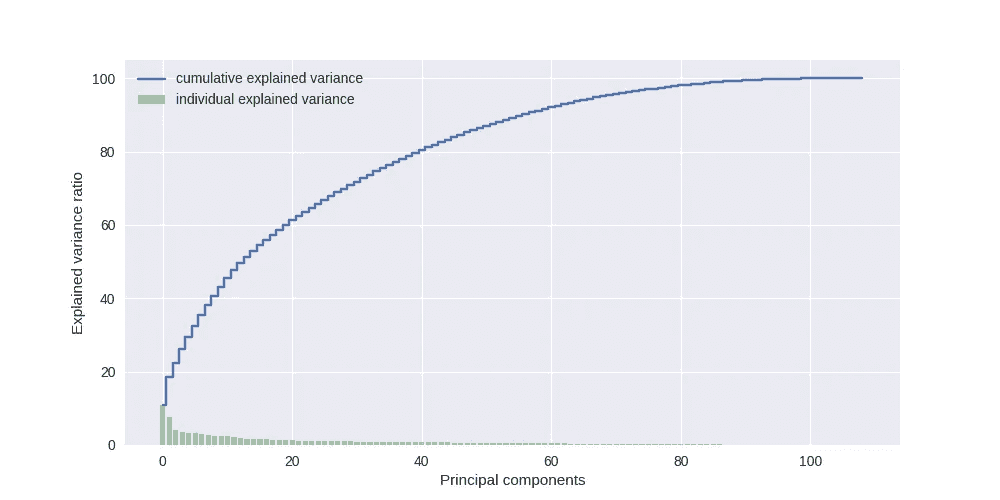 cumulative explained variance
individual explained variance
100
80
60
40
20
0
Explained variance ratio
0 20 40 60 80 100
Principal components